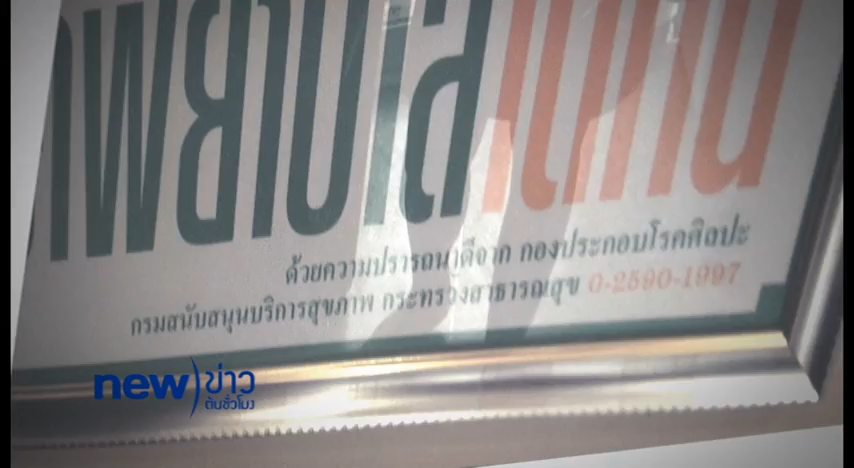 ด้วยความปรารถนาดีจาก กองประกอบโรคศิลปะ
กรมสนับสนุนบริการสุขภาพ กระทรวงสาธารณสุข 0-2590-1997
new)ข่าว
ต้นชั่วโมง